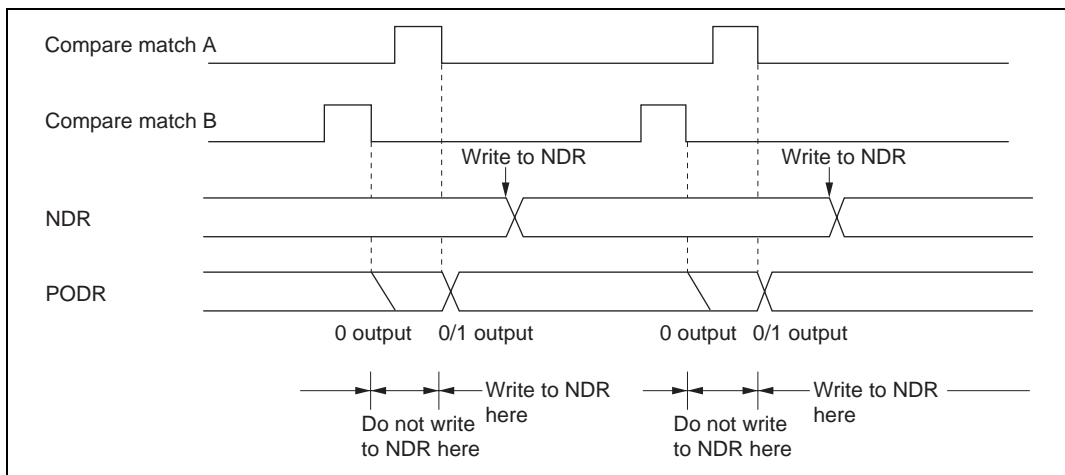 Compare match A
Compare match B
Write to NDR
Write to NDR
NDR
PODR
0 output
0/1 output
0 output
0/1 output
Write to NDR
here
Write to NDR
here
Do not write
to NDR here
Do not write
to NDR here